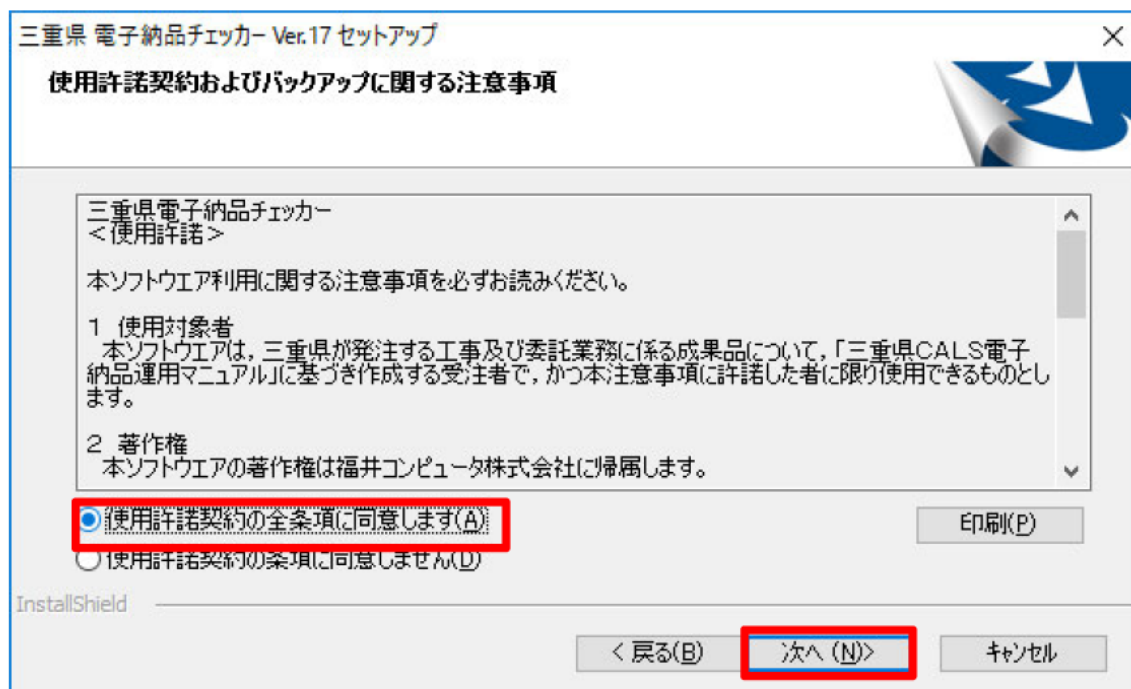 三重県 電子納品チェッカー Ver.17 セットアップ
使用許諾契約およびバックアップに関する注意事項
三重県電子納品チェッカー
＜使用許諾＞
本ソフトウエア利用に関する注意事項を必ずお読みください。
１ 使用対象者
本ソフトウエアは，三重県が発注する工事及び委託業務に係る成果品について，「三重県ＣＡＬＳ電子
納品運用マニュアル」に基づき作成する受注者で，かつ本注意事項に許諾した者に限り使用できるものとし
ます。
２ 著作権
本ソフトウエアの著作権は福井コンピュータ株式会社に帰属します。
使用許諾契約の全条項に同意します(A)
印刷(P)
使用許諾契約の条項に同意しません(D)
InstallShield
< 戻る(B)
次へ (N)>
キャンセル